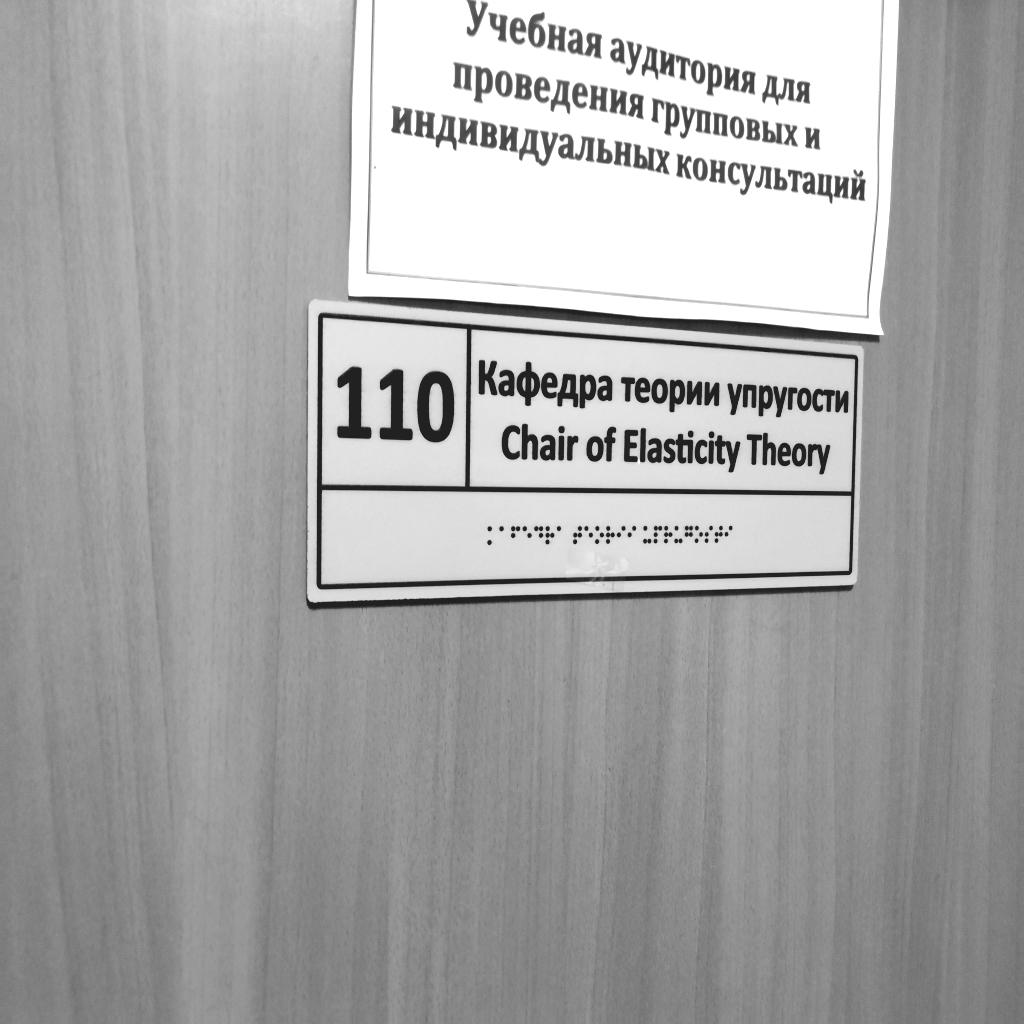 Учебная аудитория для
проведения групповых и
индивидуальных консультаций
110
Кафедра теории упругости
Chair of Elasticity Theory